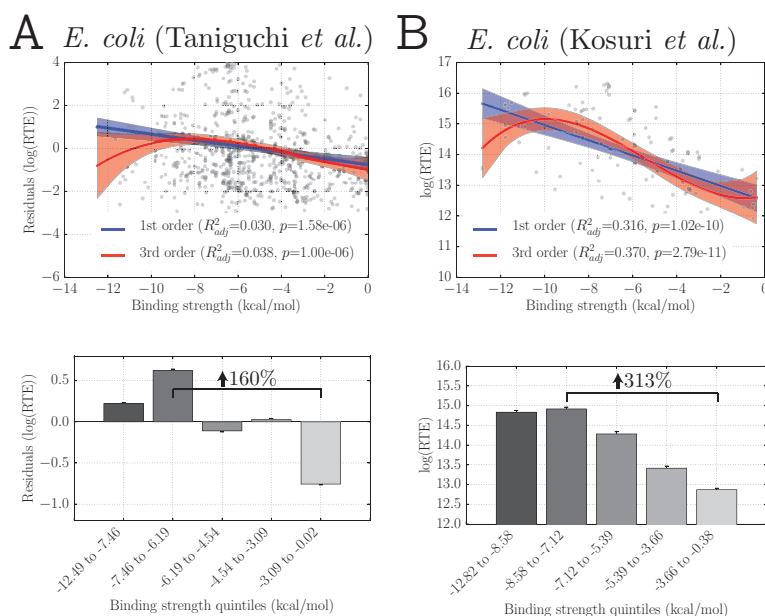 A E. coli (Taniguchi et al.)
4
2
0
−2
−4
−6
−14 −12 −10 −8 −6 −4 −2 0
Residuals (log(RTE))
1st order (R²adj=0.030, p=1.58e-06)
3rd order (R²adj=0.038, p=1.00e-06)
Binding strength (kcal/mol)
B E. coli (Kosuri et al.)
17
16
15
14
13
12
11
10
−14 −12 −10 −8 −6 −4 −2 0
log(RTE)
1st order (R²adj=0.316, p=1.02e-10)
3rd order (R²adj=0.370, p=2.79e-11)
Binding strength (kcal/mol)
0.5
0.0
−0.5
−1.0
Residuals (log(RTE))
160%
-12.49 to -7.46
-7.46 to -6.19
-6.19 to -4.54
-4.54 to -3.09
-3.09 to -0.02
Binding strength quintiles (kcal/mol)
16.0
15.5
15.0
14.5
14.0
13.5
13.0
12.5
12.0
log(RTE)
313%
-12.82 to -8.58
-8.58 to -7.12
-7.12 to -5.39
-5.39 to -3.66
-3.66 to -0.38
Binding strength quintiles (kcal/mol)